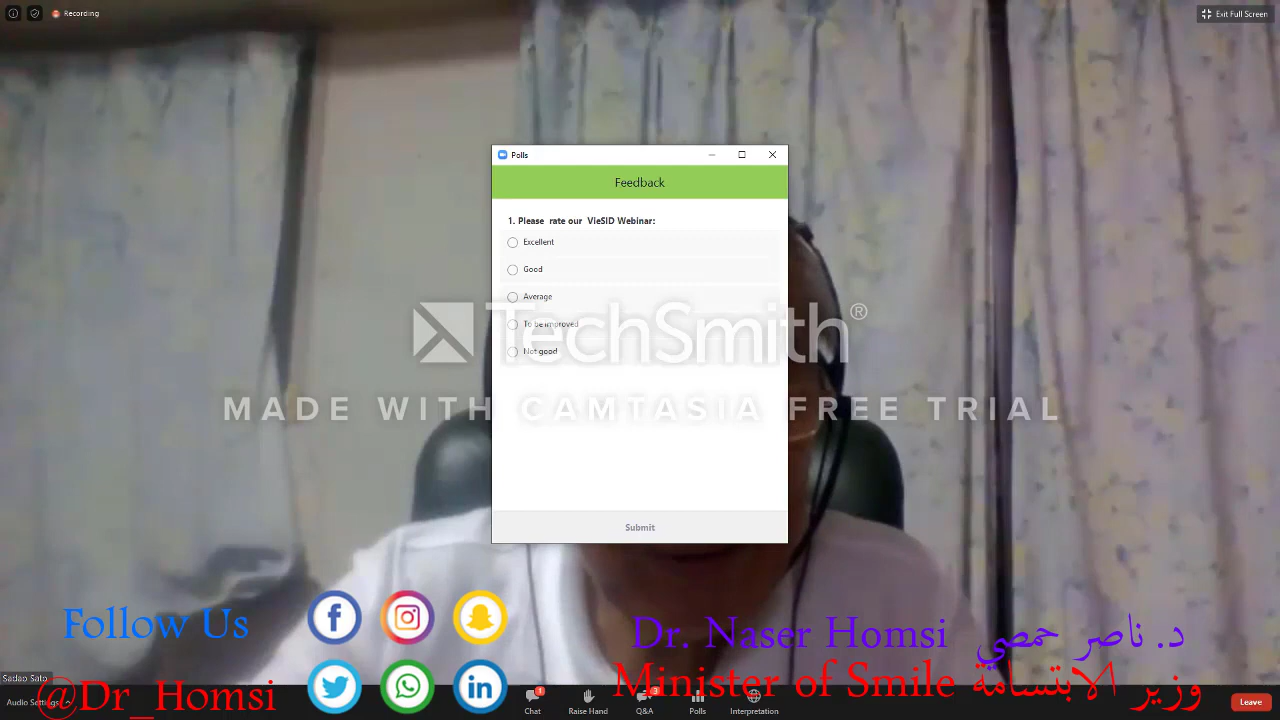 Recording
Exit Full Screen
Polls
Feedback
1. Please rate our VieSID Webinar:
Excellent
Good
Average
To be improved
Not good
TechSmith®
MADE WITH CAMTASIA FREE TRIAL
Submit
Follow Us
Dr. Naser Homsi د. ناصر حمصي
Minister of Smile وزير الابتسامة
Sadao Sato
@Dr_Homsi
Audio Settings
Chat
1
Raise Hand
Q&A
3
Polls
Interpretation
Leave